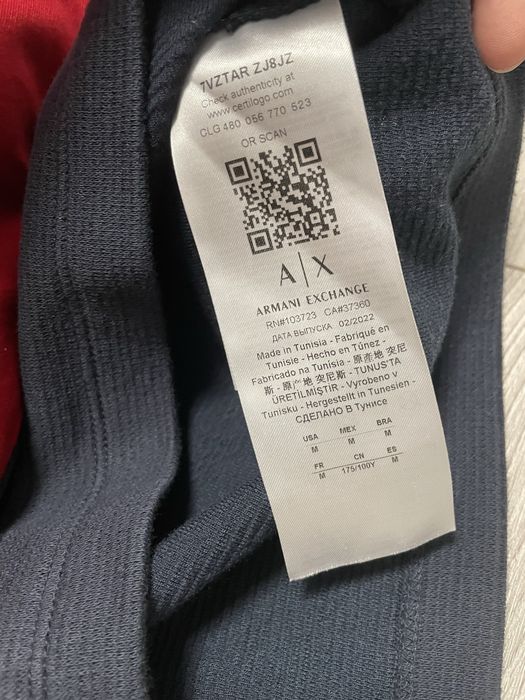 7VZTAR ZJ8JZ
Check authenticity at
www.certilogo.com
CLG 480 056 770 523
OR SCAN
A|X
ARMANI EXCHANGE
RN#103723 CA#37360
ДАТА ВЫПУСКА 02/2022
Made in Tunisia - Fabriqué en
Tunisie - Hecho en Túnez -
Fabricado na Tunísia - 原産地 突尼
斯 - 原产地 突尼斯 - TUNUS'TA
ÜRETİLMİŞTİR - Vyrobeno v
Tunisku - Hergestellt in Tunesien -
СДЕЛАНО В Тунисе
USA MEX BRA
M M M
FR CN ES
M 175/100Y M